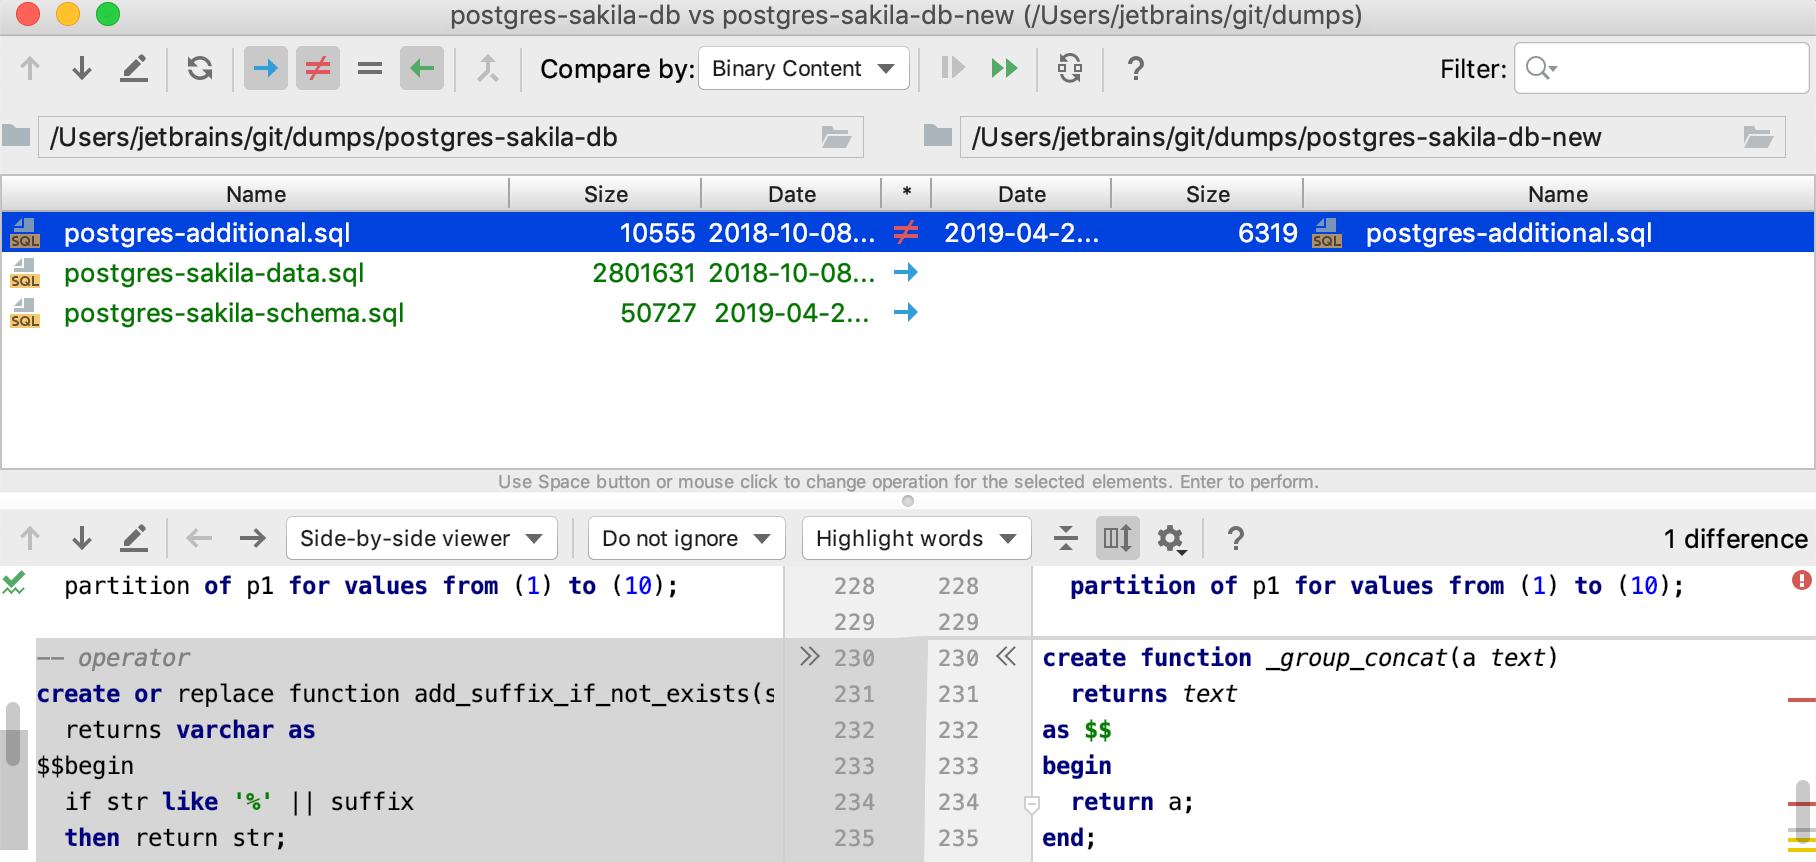 postgres-sakila-db vs postgres-sakila-db-new (/Users/jetbrains/git/dumps)
Compare by: Binary Content ? Filter:
/Users/jetbrains/git/dumps/postgres-sakila-db /Users/jetbrains/git/dumps/postgres-sakila-db-new
Name Size Date * Date Size Name
SQL postgres-additional.sql 10555 2018-10-08... ≠ 2019-04-2... 6319 SQL postgres-additional.sql
SQL postgres-sakila-data.sql 2801631 2018-10-08... →
SQL postgres-sakila-schema.sql 50727 2019-04-2... →
Use Space button or mouse click to change operation for the selected elements. Enter to perform.
Side-by-side viewer Do not ignore Highlight words ? 1 difference
partition of p1 for values from (1) to (10); 228 228 partition of p1 for values from (1) to (10);
229 229
-- operator 230 230 create function _group_concat(a text)
create or replace function add_suffix_if_not_exists(s 231 231 returns text
returns varchar as 232 232 as $$
$$begin 233 233 begin
if str like '%' || suffix 234 234 return a;
then return str; 235 235 end;